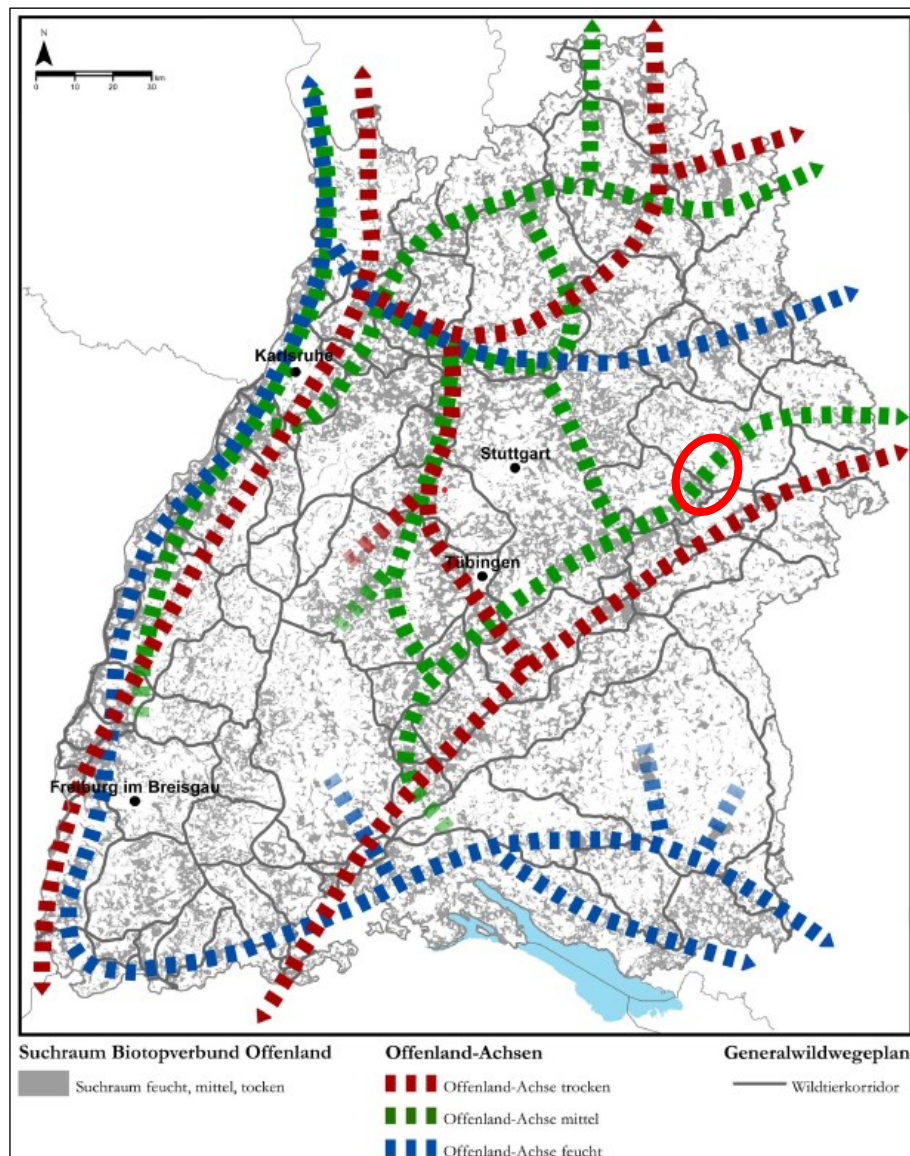 N
0 10 20 30
km
Karlsruhe
Stuttgart
Tübingen
Freiburg im Breisgau
Suchraum Biotopverbund Offenland
Suchraum feucht, mittel, tocken
Offenland-Achsen
Offenland-Achse trocken
Offenland-Achse mittel
Offenland-Achse feucht
Generalwildwegeplan
Wildtierkorridor